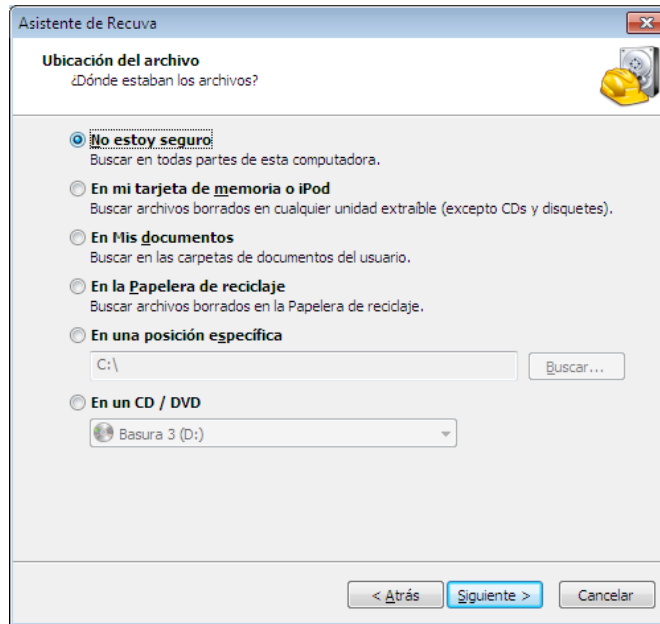 Asistente de Recuva
Ubicación del archivo
¿Dónde estaban los archivos?
No estoy seguro
Buscar en todas partes de esta computadora.
En mi tarjeta de memoria o iPod
Buscar archivos borrados en cualquier unidad extraíble (excepto CDs y disquetes).
En Mis documentos
Buscar en las carpetas de documentos del usuario.
En la Papelera de reciclaje
Buscar archivos borrados en la Papelera de reciclaje.
En una posición específica
C:\
Buscar...
En un CD / DVD
Basura 3 (D:)
< Atrás
Siguiente >
Cancelar